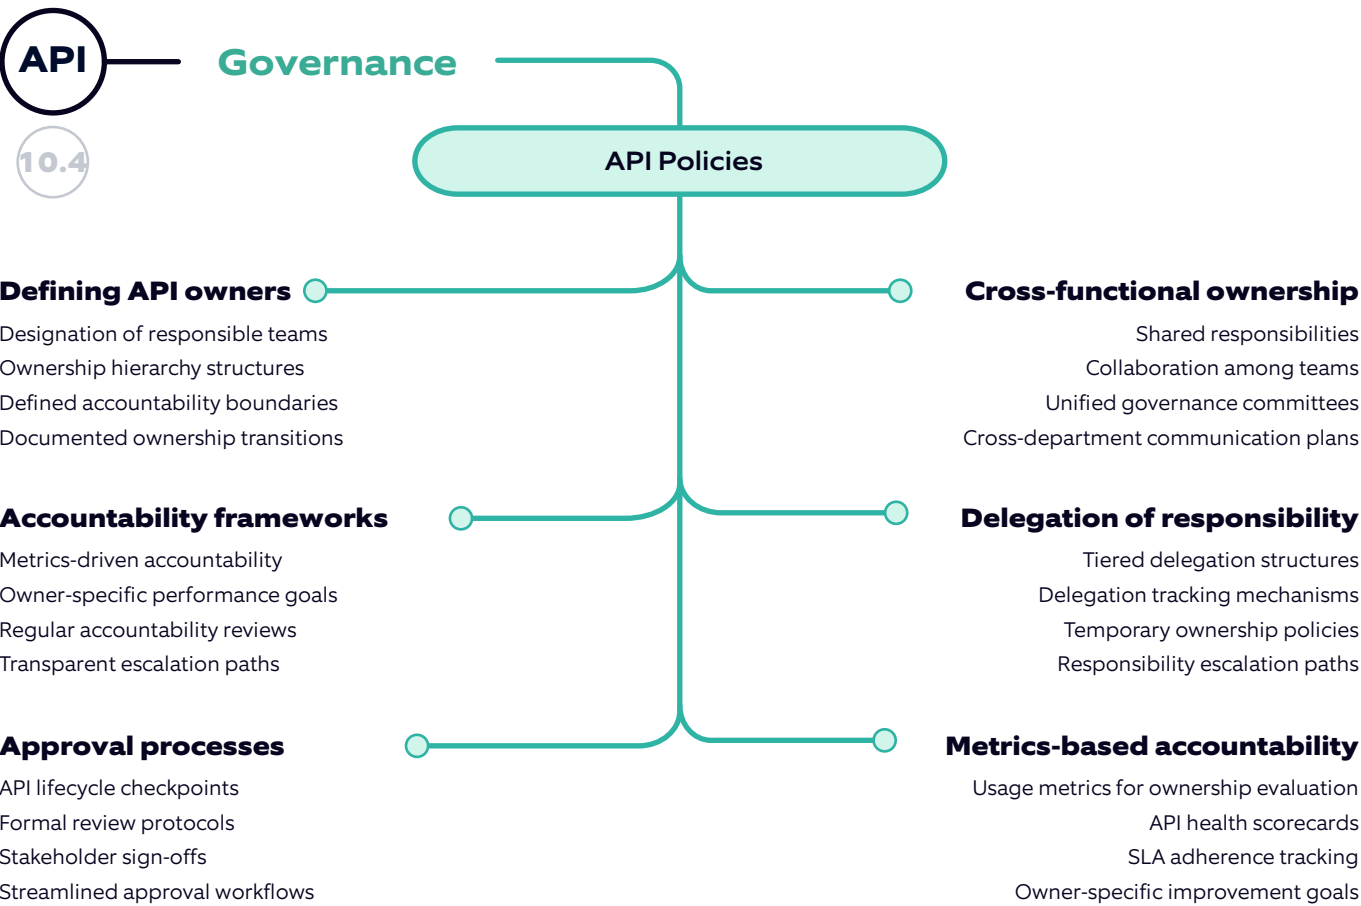 API
Governance
10.4
API Policies
Defining API owners
Designation of responsible teams
Ownership hierarchy structures
Defined accountability boundaries
Documented ownership transitions
Cross-functional ownership
Shared responsibilities
Collaboration among teams
Unified governance committees
Cross-department communication plans
Accountability frameworks
Metrics-driven accountability
Owner-specific performance goals
Regular accountability reviews
Transparent escalation paths
Delegation of responsibility
Tiered delegation structures
Delegation tracking mechanisms
Temporary ownership policies
Responsibility escalation paths
Approval processes
API lifecycle checkpoints
Formal review protocols
Stakeholder sign-offs
Streamlined approval workflows
Metrics-based accountability
Usage metrics for ownership evaluation
API health scorecards
SLA adherence tracking
Owner-specific improvement goals